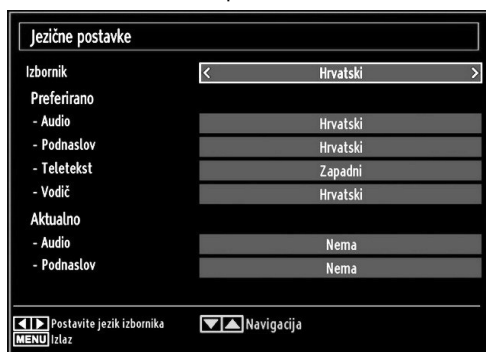 Jezične postavke
Izbornik < Hrvatski >
Preferirano
- Audio Hrvatski
- Podnaslov Hrvatski
- Teletekst Zapadni
- Vodič Hrvatski
Aktualno
- Audio Nema
- Podnaslov Nema
Postavite jezik izbornika Navigacija
MENU Izlaz